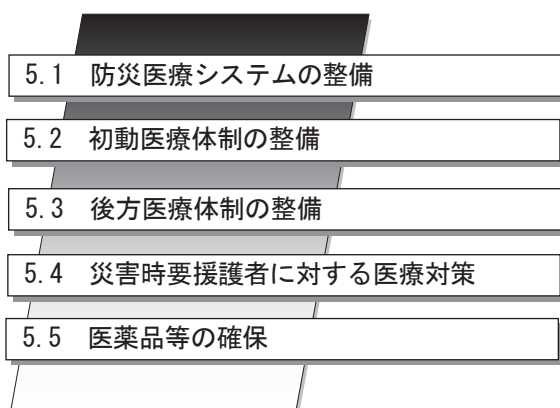 5.1 防災医療システムの整備
5.2 初動医療体制の整備
5.3 後方医療体制の整備
5.4 災害時要援護者に対する医療対策
5.5 医薬品等の確保